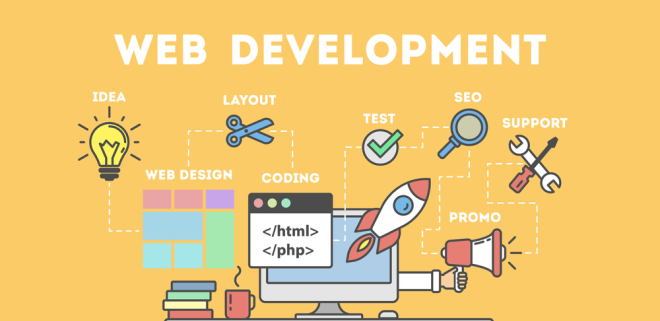 WEB DEVELOPMENT
IDEA
LAYOUT
WEB DESIGN
CODING
</html>
</php>
TEST
SEO
SUPPORT
PROMO